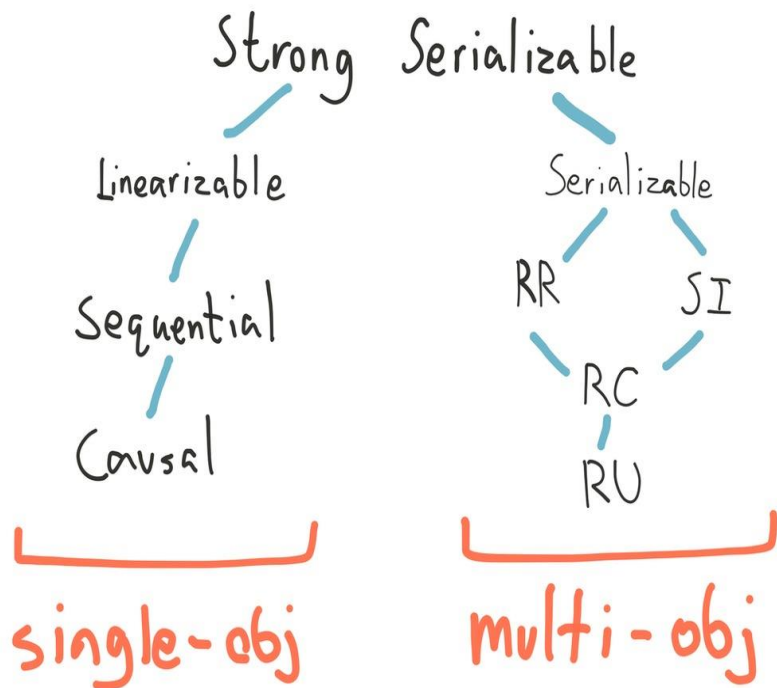 Strong Serializable
Linearizable
Serializable
RR
SI
Sequential
RC
Causal
RU
single-obj
multi-obj